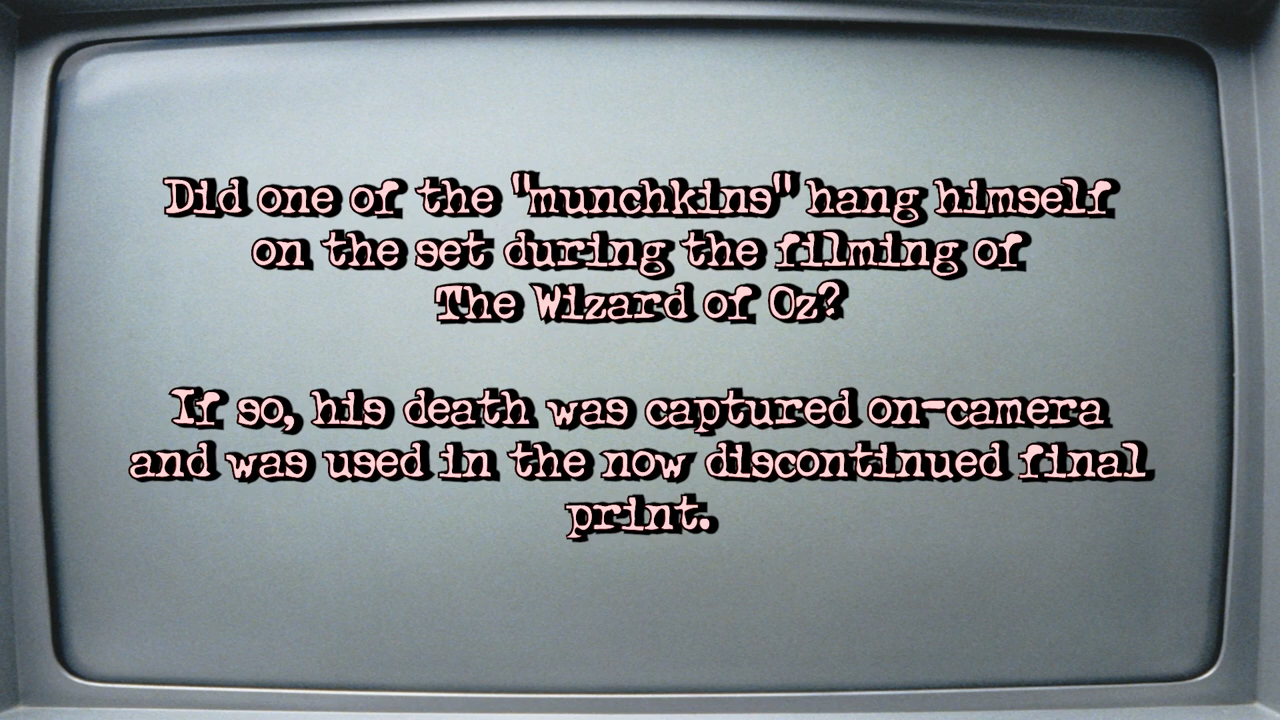 Did one of the "munchkins" hang himself
on the set during the filming of
The Wizard of Oz?
If so, his death was captured on-camera
and was used in the now discontinued final
print.